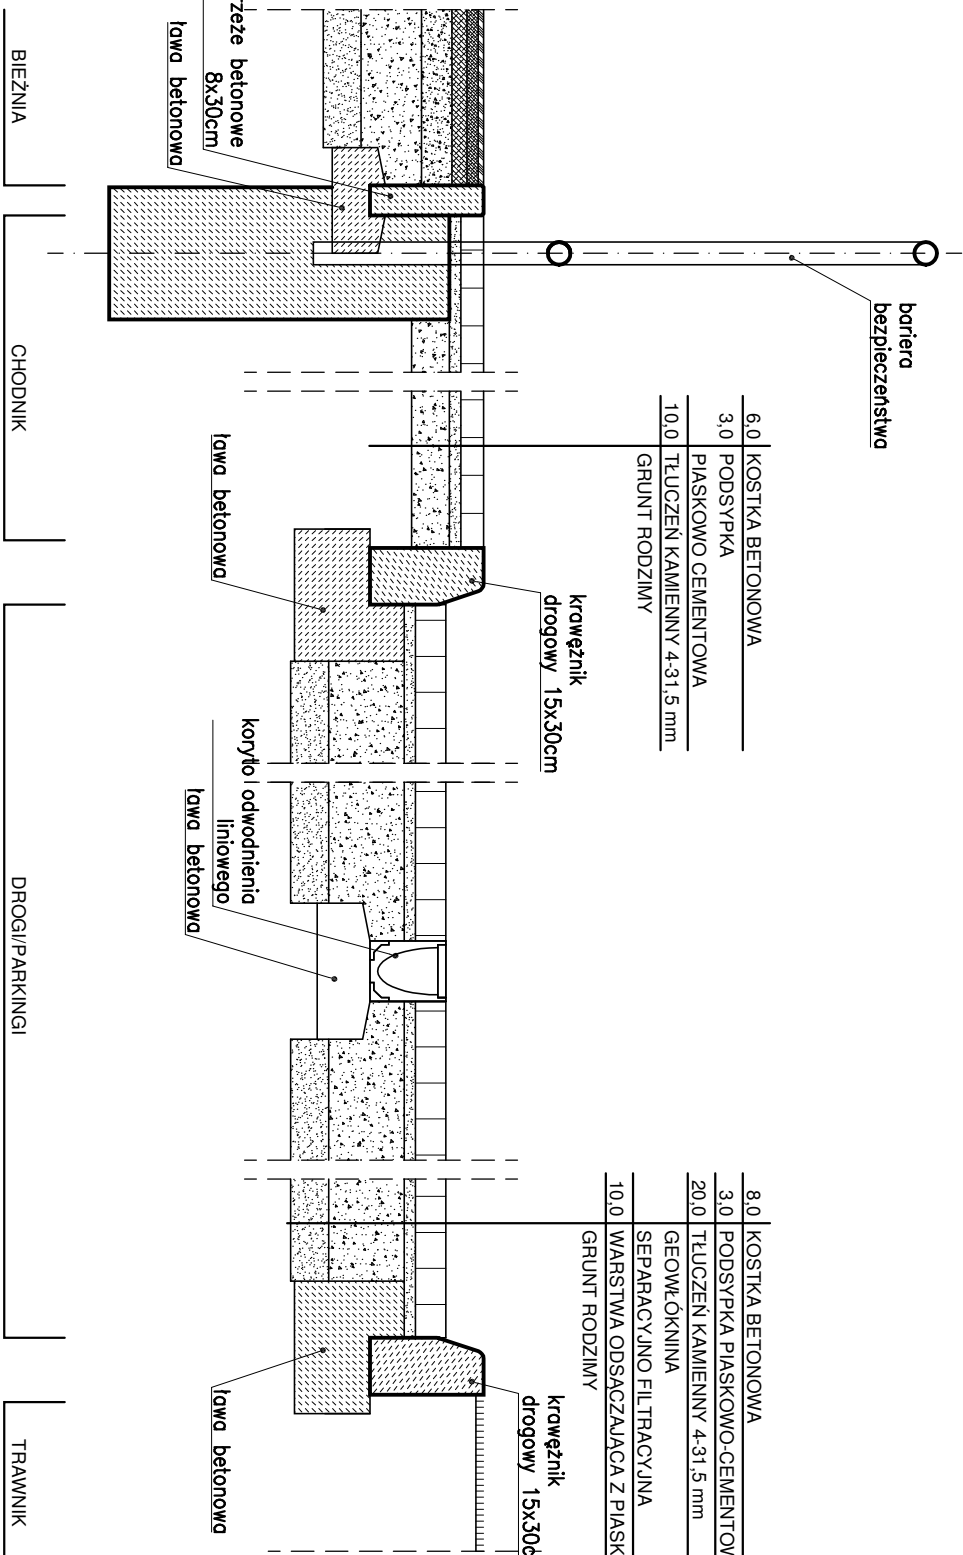 bariera
bezpieczeństwa
6,0 KOSTKA BETONOWA
3,0 PODSYPKA
PIASKOWO CEMENTOWA
10,0 TŁUCZEŃ KAMIENNY 4-31,5 mm
GRUNT RODZIMY
8,0 KOSTKA BETONOWA
3,0 PODSYPKA PIASKOWO-CEMENTOW
20,0 TŁUCZEŃ KAMIENNY 4-31,5 mm
GEOWŁÓKNINA
SEPARACYJNO FILTRACYJNA
10,0 WARSTWA ODSĄCZAJĄCA Z PIASK
GRUNT RODZIMY
krawężnik
drogowy 15x30cm
krawężnik
drogowy 15x30c
rzeże betonowe
8x30cm
ława betonowa
ława betonowa
koryto odwodnienia
liniowego
ława betonowa
ława betonowa
BIEŻNIA
CHODNIK
DROGI/PARKINGI
TRAWNIK